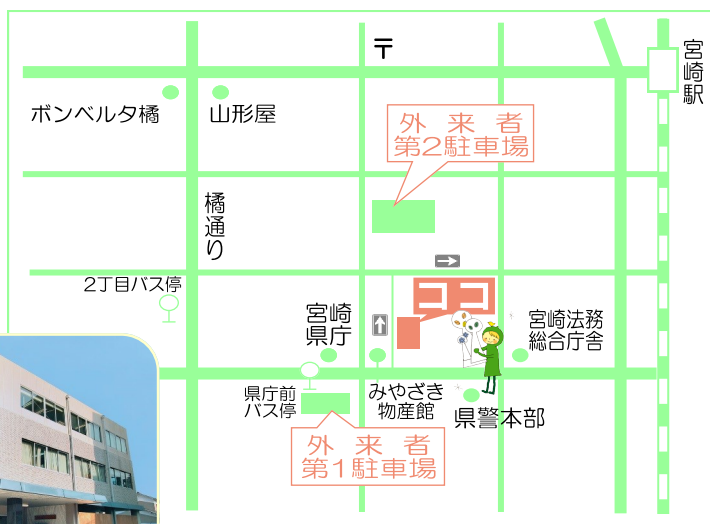 〒
宮崎駅
ボンベルタ橘
山形屋
外来者
第2駐車場
橘通り
→
2丁目バス停
ココ
↑
宮崎
県庁
宮崎法務
総合庁舎
県庁前
バス停
みやざき
物産館
県警本部
外来者
第1駐車場